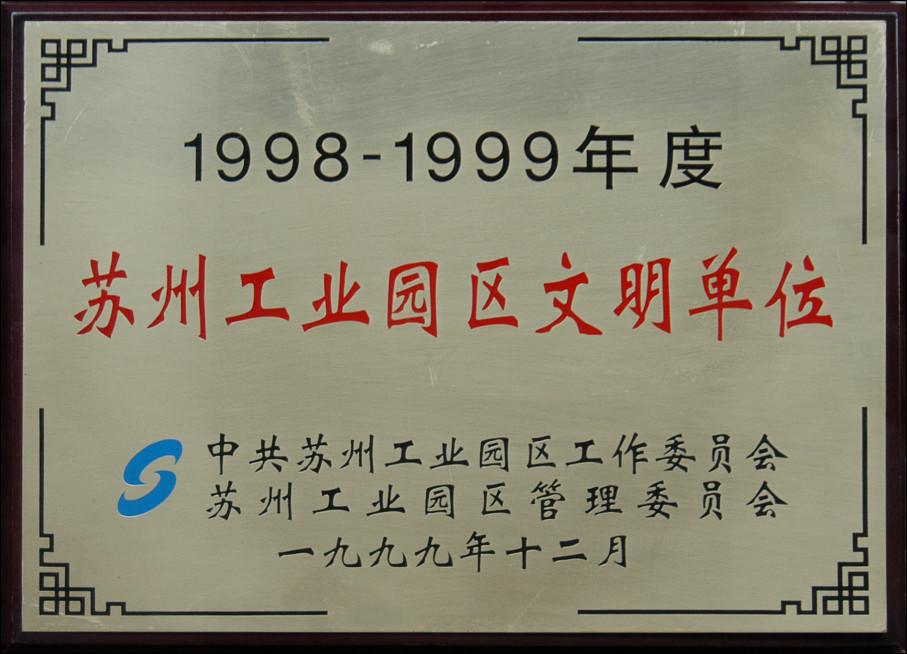 1998-1999年度
苏州工业园区文明单位
中共苏州工业园区工作委员会
苏州工业园区管理委员会
一九九九年十二月